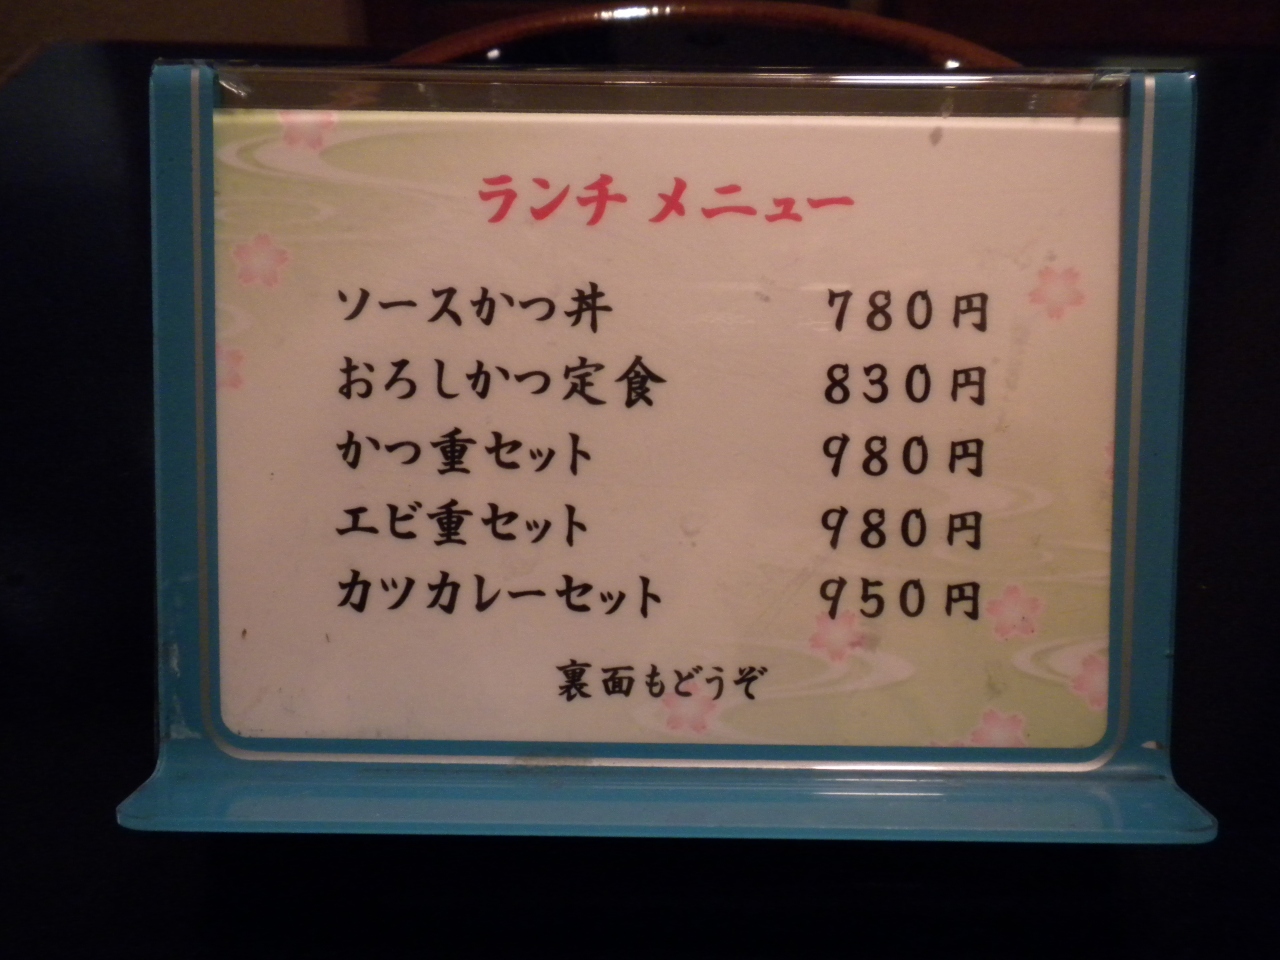 ランチ メニュー
ソースかつ丼 780円
おろしかつ定食 830円
かつ重セット 980円
エビ重セット 980円
カツカレーセット 950円
裏面もどうぞ